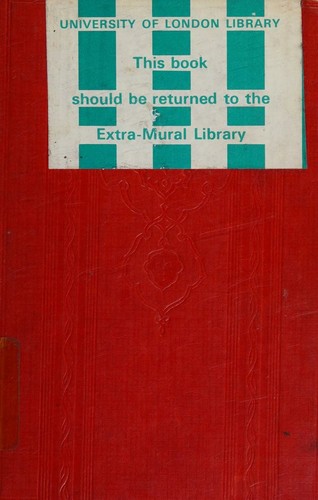 UNIVERSITY OF LONDON LIBRARY
This book
should be returned to the
Extra-Mural Library